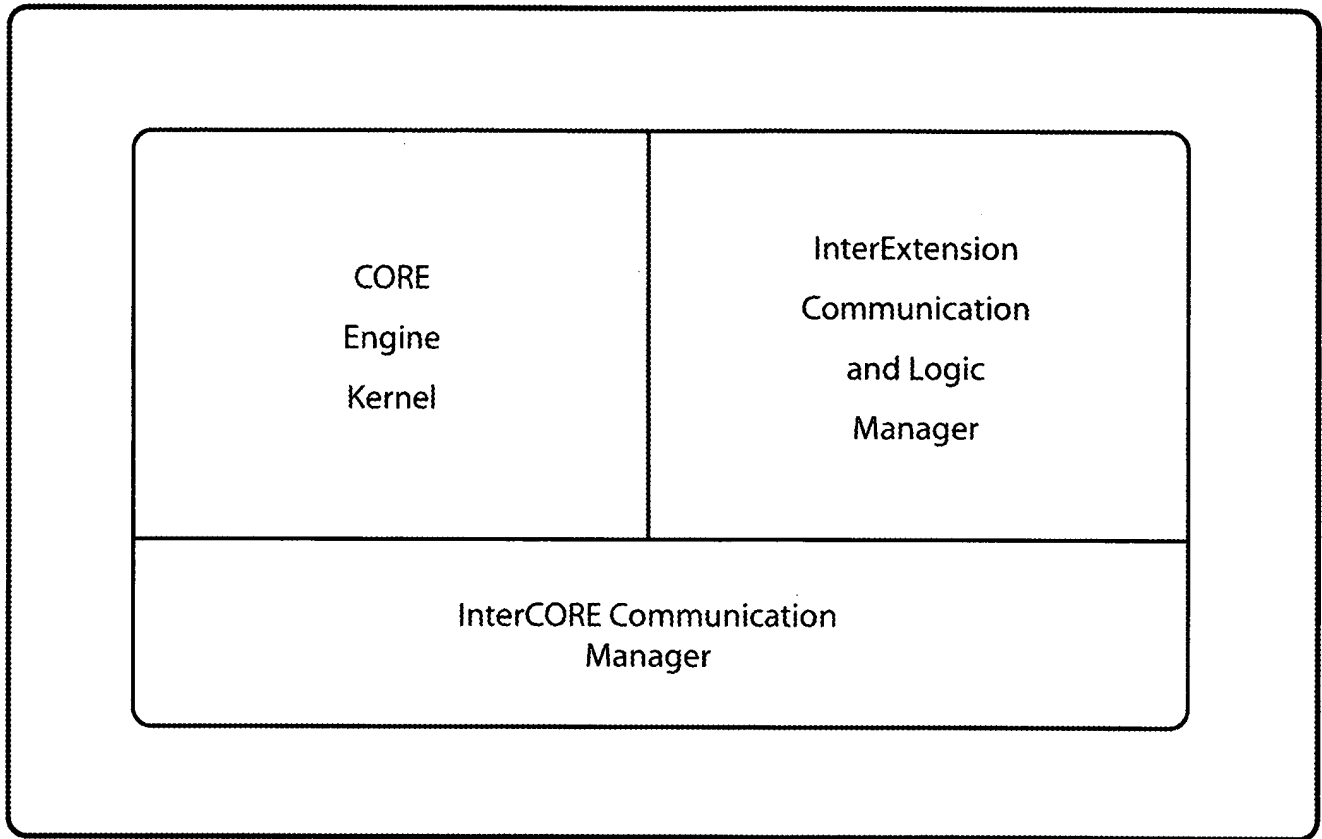 CORE
Engine
Kernel
InterExtension
Communication
and Logic
Manager
InterCORE Communication
Manager